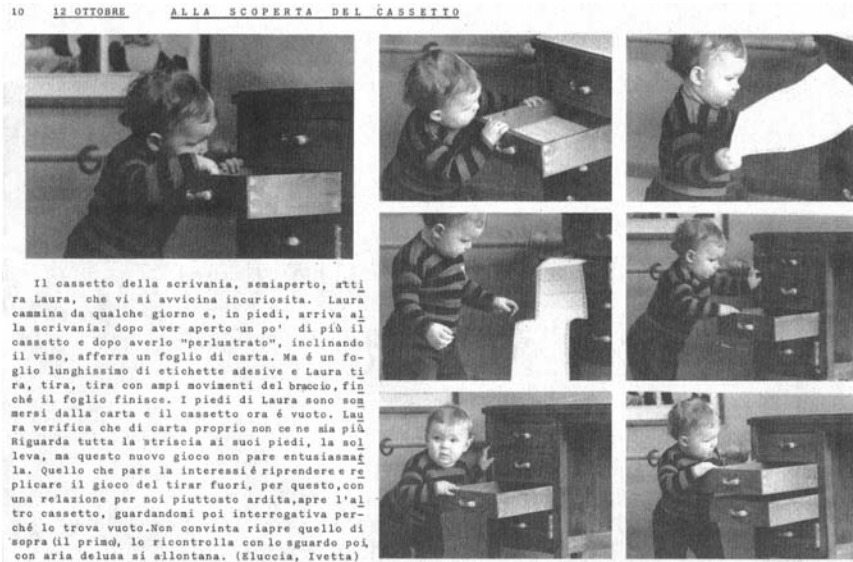 10 12 OTTOBRE ALLA SCOPERTA DEL CASSETTO
Il cassetto della scrivania, semiaperto, atti
ra Laura, che vi si avvicina incuriosita. Laura
cammina da qualche giorno e, in piedi, arriva al
la scrivania: dopo aver aperto un po' di più il
cassetto e dopo averlo "perlustrato", inclinando
il viso, afferra un foglio di carta. Ma é un fo-
glio lunghissimo di etichette adesive e Laura ti
ra, tira, tira con ampi movimenti del braccio, fin
ché il foglio finisce. I piedi di Laura sono som
mersi dalla carta e il cassetto ora é vuoto. Lau
ra verifica che di carta proprio non ce ne sia più
Riguarda tutta la striscia ai suoi piedi, la sol
leva, ma questo nuovo gioco non pare entusiasmar
la. Quello che pare la interessi é riprendere e re
plicare il gioco del tirar fuori, per questo, con
una relazione per noi piuttosto ardita, apre l'al
tro cassetto, guardandomi poi interrogativa per-
ché lo trova vuoto. Non convinta riapre quello di
sopra (il primo), lo ricontrolla con lo sguardo poi,
con aria delusa si allontana. (Eluccia, Ivetta)